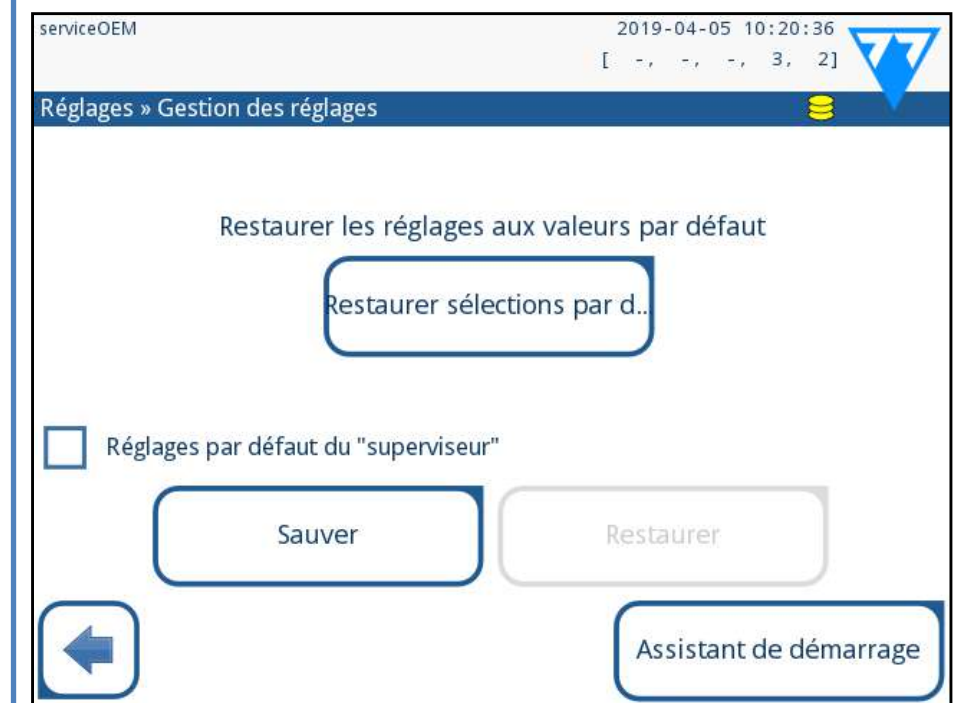 serviceOEM
2019-04-05 10:20:36
[ -, -, -, 3, 2]
Réglages » Gestion des réglages
Restaurer les réglages aux valeurs par défaut
Restaurer sélections par d...
Réglages par défaut du "superviseur"
Sauver
Restaurer
Assistant de démarrage